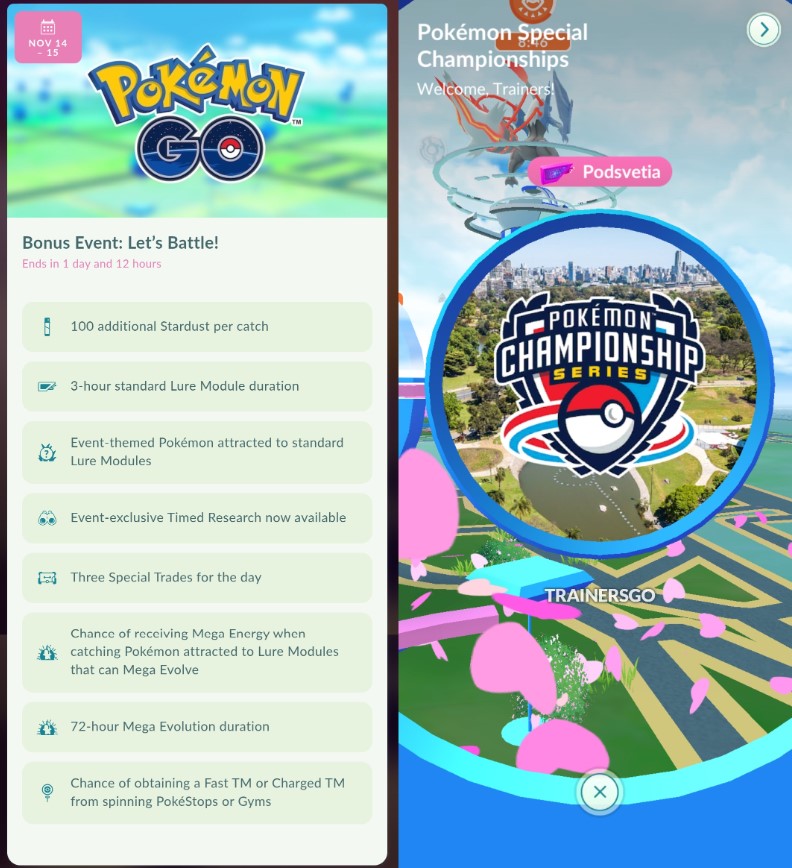 NOV 14
– 15
POKÉMON
TM
GO
Bonus Event: Let's Battle!
Ends in 1 day and 12 hours
100 additional Stardust per catch
3-hour standard Lure Module duration
Event-themed Pokémon attracted to standard
Lure Modules
Event-exclusive Timed Research now available
Three Special Trades for the day
Chance of receiving Mega Energy when
catching Pokémon attracted to Lure Modules
that can Mega Evolve
72-hour Mega Evolution duration
Chance of obtaining a Fast TM or Charged TM
from spinning PokéStops or Gyms
Pokémon Special
Championships
8:46
Welcome, Trainers!
Podsvetia
POKÉMON
CHAMPIONSHIP
SERIES
TRAINERSGO